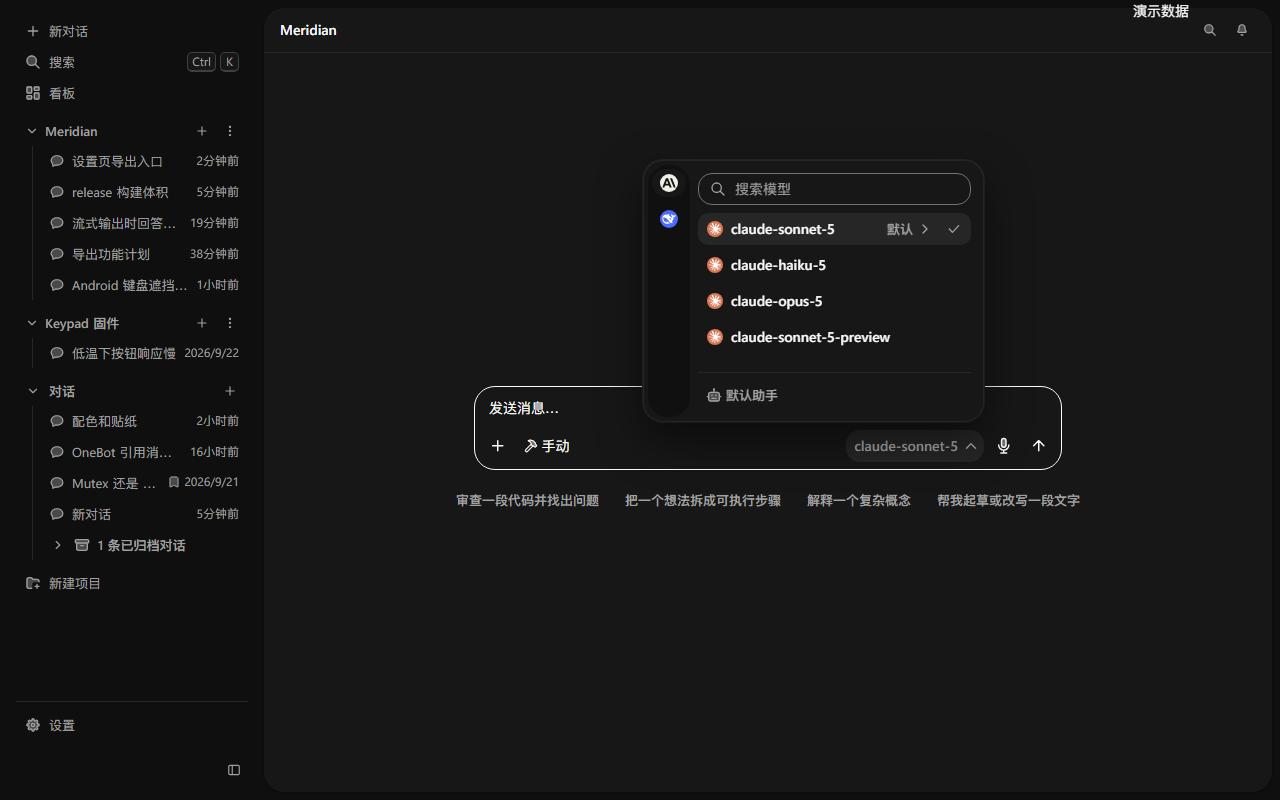 新对话
搜索 Ctrl K
看板
Meridian
设置页导出入口 2分钟前
release 构建体积 5分钟前
流式输出时回答… 19分钟前
导出功能计划 38分钟前
Android 键盘遮挡… 1小时前
Keypad 固件
低温下按钮响应慢 2026/9/22
对话
配色和贴纸 2小时前
OneBot 引用消… 16小时前
Mutex 还是 … 2026/9/21
新对话 5分钟前
1 条已归档对话
新建项目
设置
演示数据
Meridian
搜索模型
claude-sonnet-5 默认
claude-haiku-5
claude-opus-5
claude-sonnet-5-preview
默认助手
发送消息…
手动 claude-sonnet-5
审查一段代码并找出问题 把一个想法拆成可执行步骤 解释一个复杂概念 帮我起草或改写一段文字